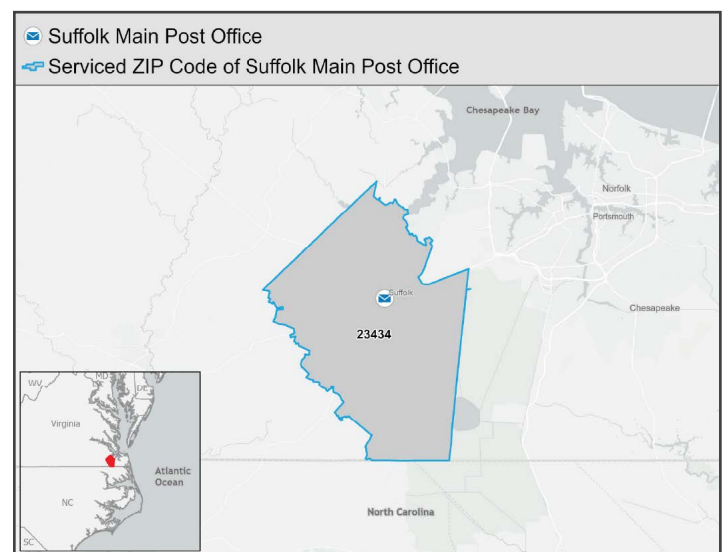 Suffolk Main Post Office
Serviced ZIP Code of Suffolk Main Post Office
Chesapeake Bay
Norfolk
Portsmouth
Suffolk
Chesapeake
23434
North Carolina
WV
MD
DE
Virginia
Atlantic
Ocean
NC
SC